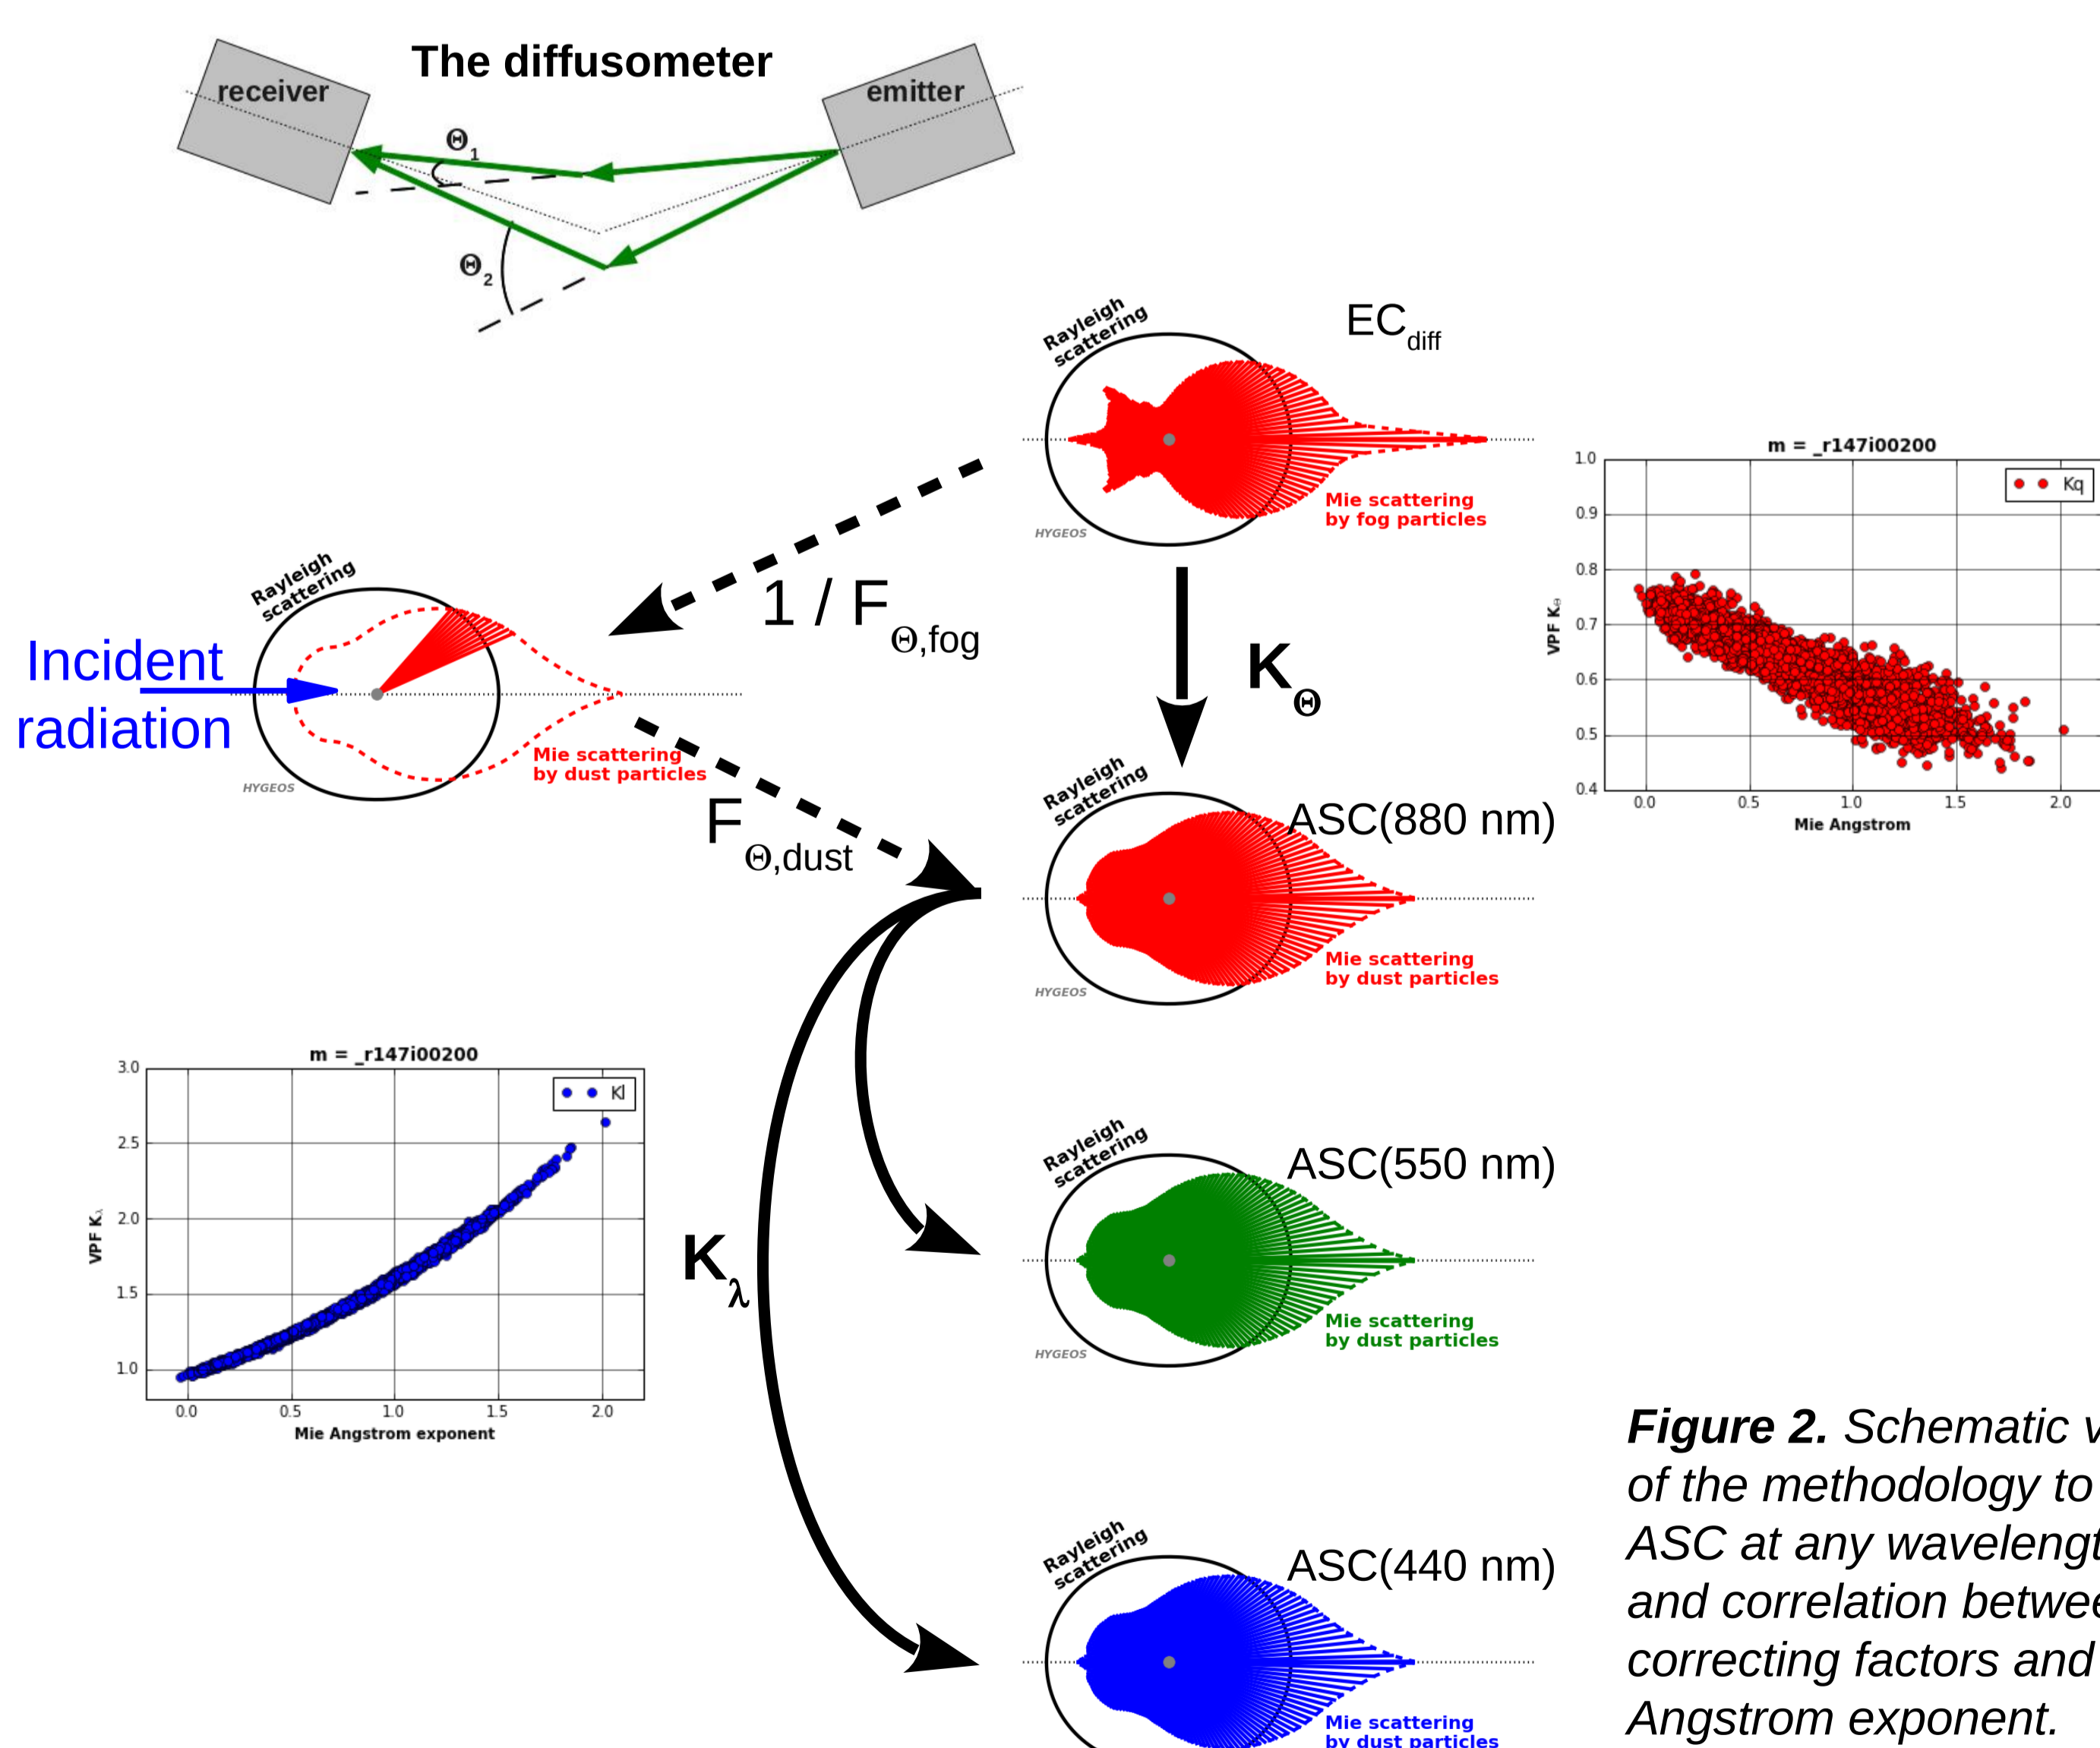 The diffusometer
receiver
emitter
Θ1
Θ2
Rayleigh
scattering
ECdiff
Mie scattering
by fog particles
HYGEOS
m = _r147i00200
Kq
1.0
0.9
0.8
0.7
0.6
0.5
0.4
VPF KΘ
0.0 0.5 1.0 1.5 2.0
Mie Angstrom
1 / FΘ,fog
KΘ
Rayleigh
scattering
Incident
radiation
Mie scattering
by dust particles
HYGEOS
FΘ,dust
Rayleigh
scattering
ASC(880 nm)
Mie scattering
by dust particles
HYGEOS
m = _r147i00200
Kl
3.0
2.5
2.0
1.5
1.0
VPF Kλ
0.0 0.5 1.0 1.5 2.0
Mie Angstrom exponent
Kλ
Rayleigh
scattering
ASC(550 nm)
Mie scattering
by dust particles
HYGEOS
Rayleigh
scattering
ASC(440 nm)
Mie scattering
by dust particles
Figure 2. Schematic
of the methodology to
ASC at any
and correlation
correcting factors and
Angstrom exponent.